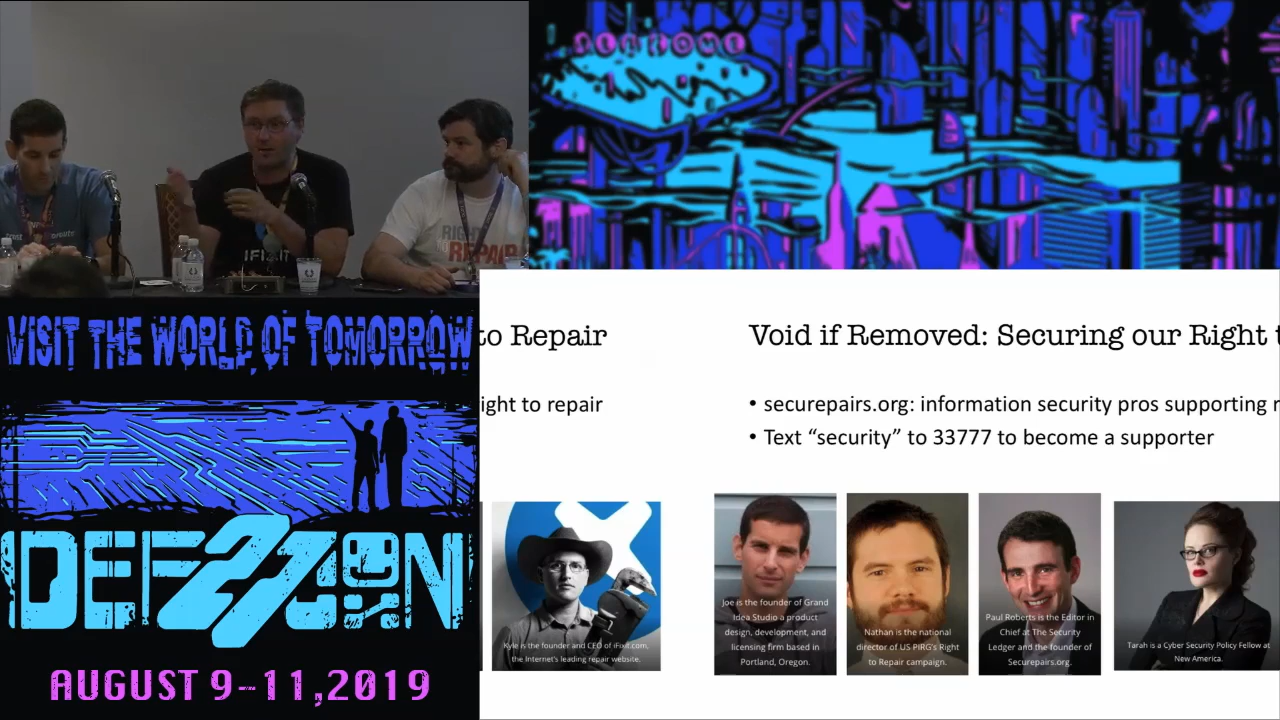 WELCOME
IFIXIT
RIGHT
REPAIR
VISIT THE WORLD OF TOMORROW
DEF CON
27
AUGUST 9-11,2019
to Repair
ight to repair
Kyle is the founder and CEO of iFixit.com,
the Internet's leading repair website.
Void if Removed: Securing our Right t
• securepairs.org: information security pros supporting r
• Text “security” to 33777 to become a supporter
Joe is the founder of Grand
Idea Studio a product
design, development, and
licensing firm based in
Portland, Oregon.
Nathan is the national
director of US PIRG's Right
to Repair campaign.
Paul Roberts is the Editor in
Chief at The Security
Ledger and the founder of
Securepairs.org.
Tarah is a Cyber Security Policy Fellow at
New America.